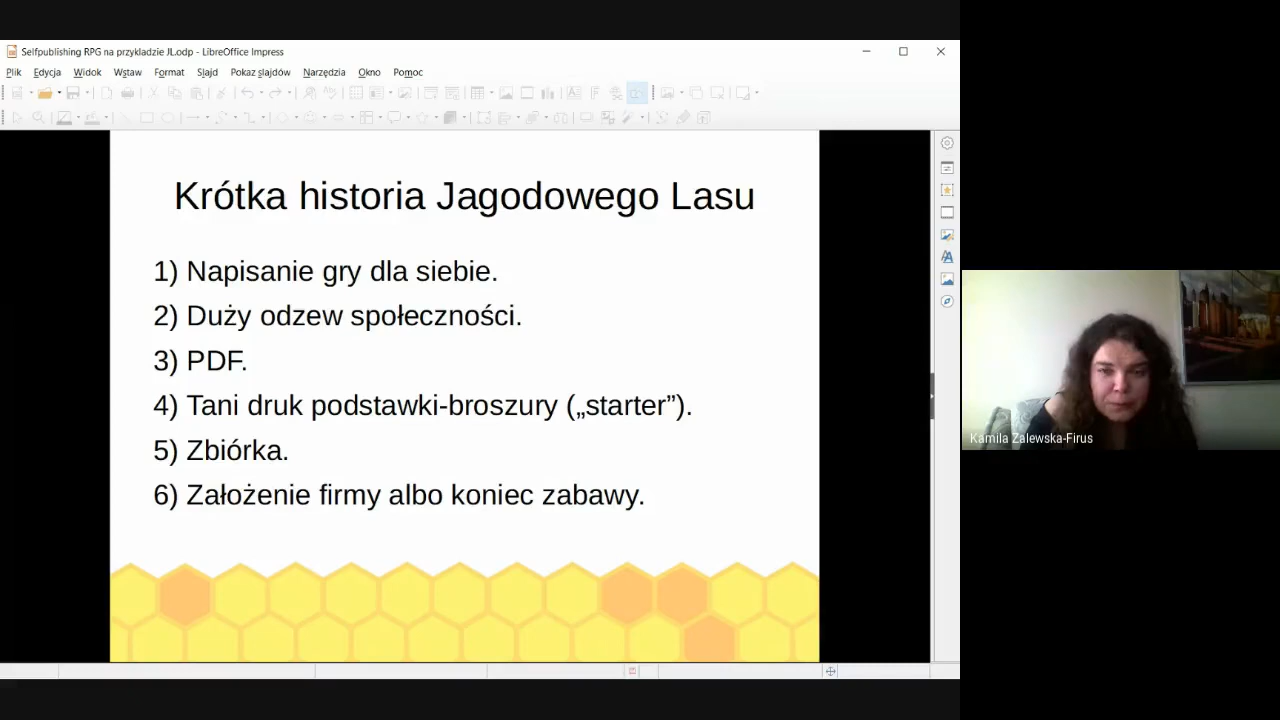 Selfpublishing RPG na przykladzie JL.odp - LibreOffice Impress
Plik Edycja Widok Wstaw Format Slajd Pokaz slajdów Narzędzia Okno Pomoc
Krótka historia Jagodowego Lasu
1) Napisanie gry dla siebie.
2) Duży odzew społeczności.
3) PDF.
4) Tani druk podstawki-broszury („starter”).
5) Zbiórka.
6) Założenie firmy albo koniec zabawy.
Kamila Zalewska-Firus